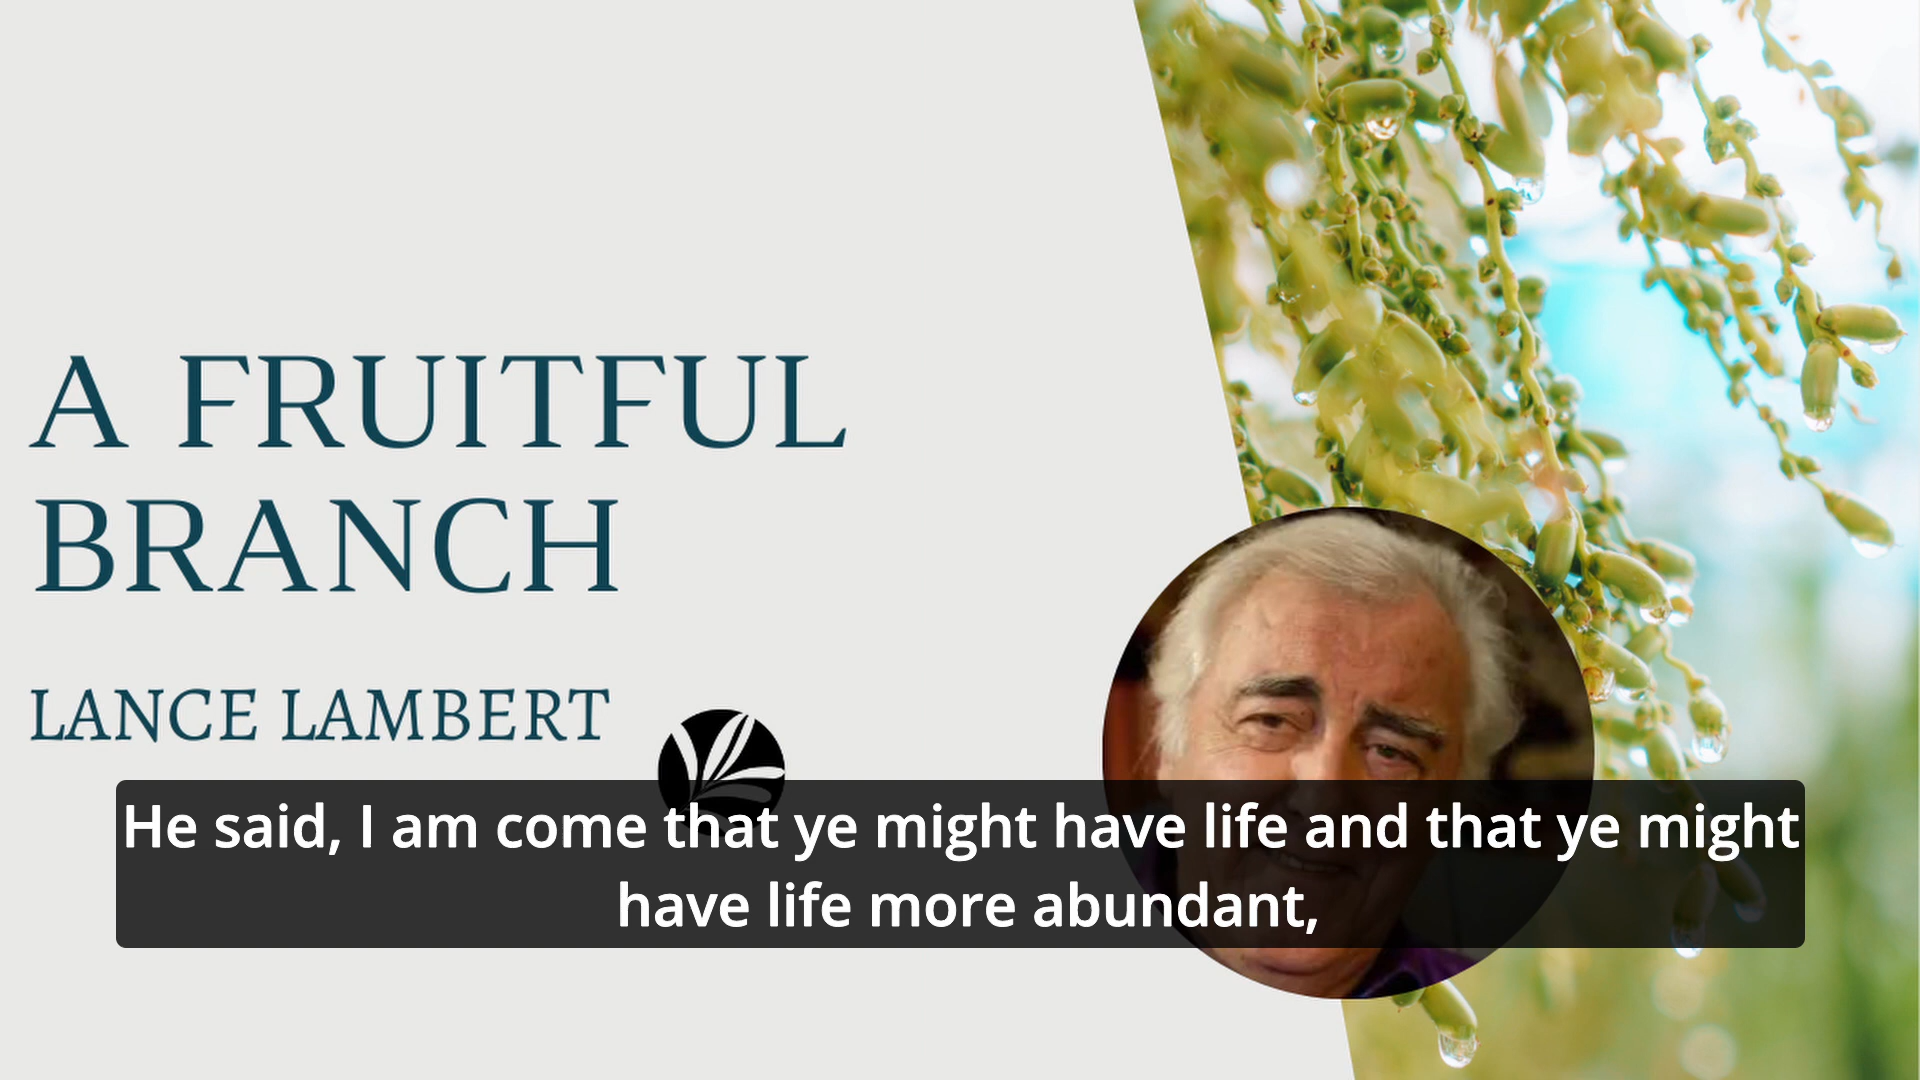 A FRUITFUL
BRANCH
LANCE LAMBERT
He said, I am come that ye might have life and that ye might
have life more abundant,